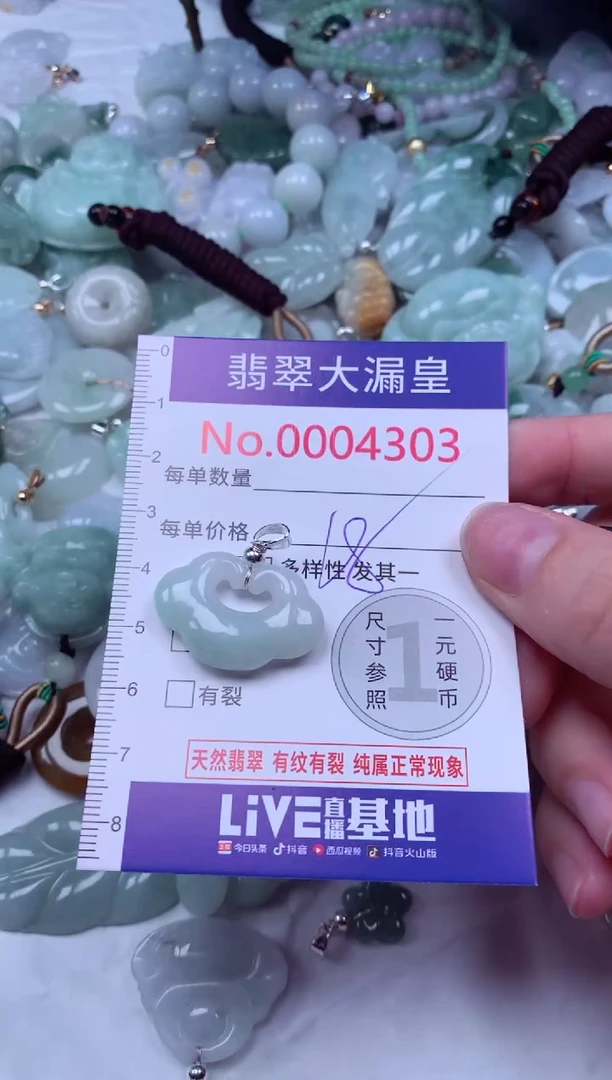 翡翠大漏皇
No.0004303
每单数量
每单价格
18
多样性 发其一
有裂
尺寸参照
1
一元硬币
天然翡翠 有纹有裂 纯属正常现象
LiVE直播基地
今日头条 抖音 西瓜视频 抖音火山版
0
1
2
3
4
5
6
7
8